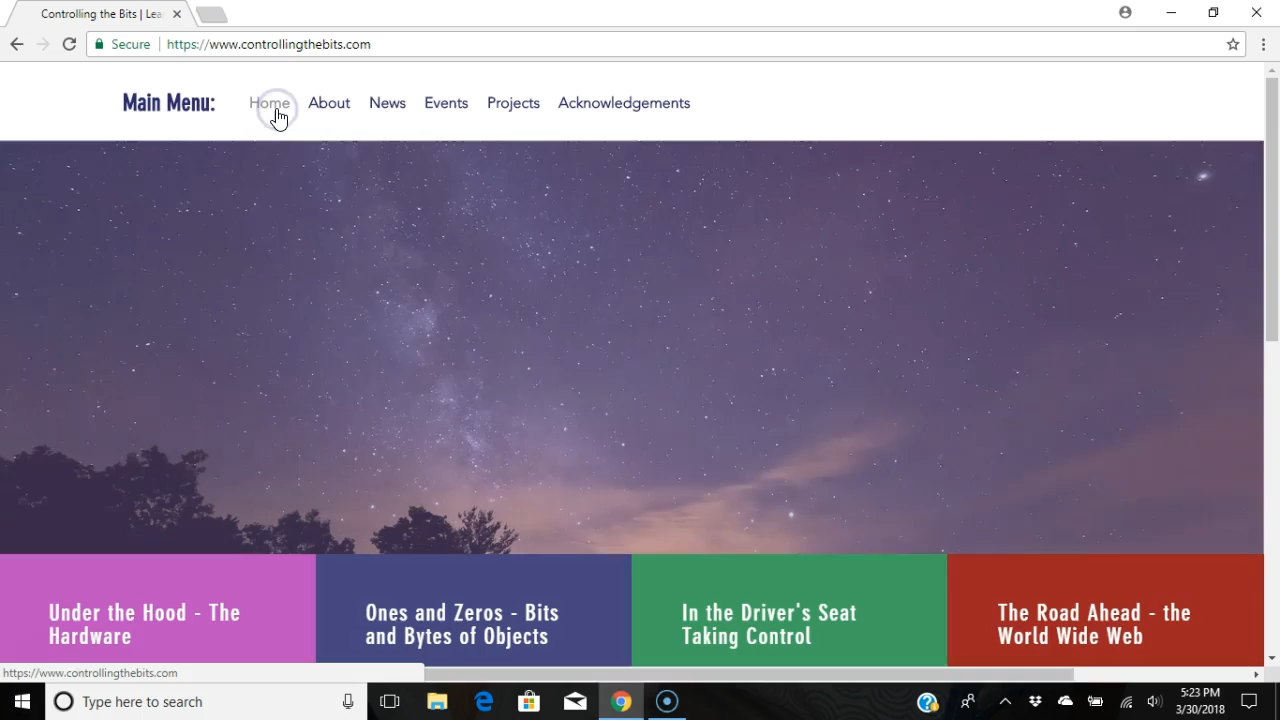 Controlling the Bits | Lea
Secure
https://www.controllingthebits.com
Main Menu:
Home
About
News
Events
Projects
Acknowledgements
Under the Hood - The
Hardware
Ones and Zeros - Bits
and Bytes of Objects
In the Driver's Seat
Taking Control
The Road Ahead - the
World Wide Web
https://www.controllingthebits.com
Type here to search
5:23 PM
3/30/2018